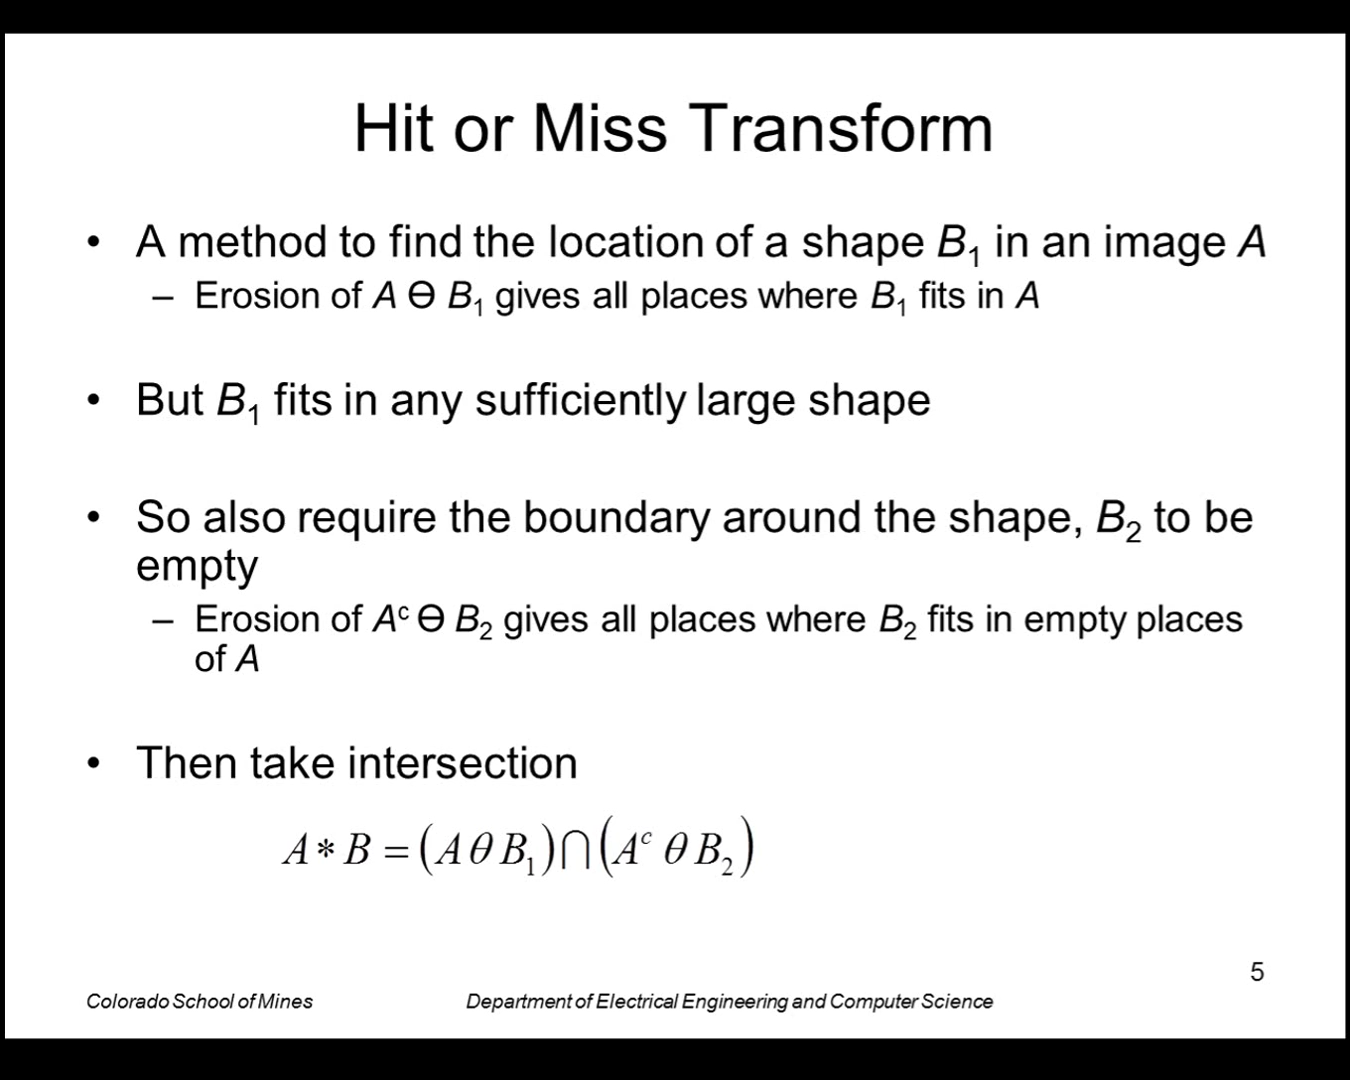 Hit or Miss Transform
• A method to find the location of a shape B₁ in an image A
– Erosion of A Ө B₁ gives all places where B₁ fits in A
• But B₁ fits in any sufficiently large shape
• So also require the boundary around the shape, B₂ to be
empty
– Erosion of Aᶜ Ө B₂ gives all places where B₂ fits in empty places
of A
• Then take intersection
A * B = (A θ B₁) ⋂ (Aᶜ θ B₂)
5
Colorado School of Mines Department of Electrical Engineering and Computer Science